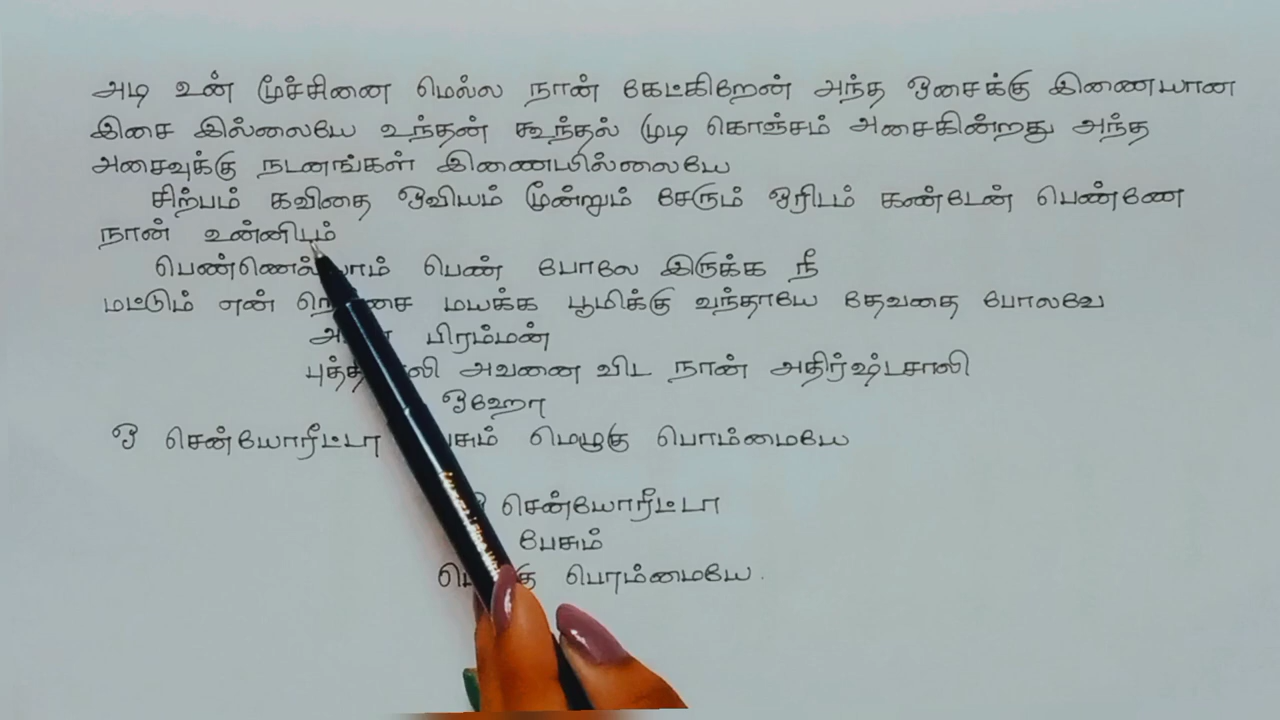 அடி உன் மூச்சினை மெல்ல நான் கேட்கிறேன் அந்த ஓசைக்கு இணையான
இசை இல்லையே உந்தன் கூந்தல் முடி கொஞ்சம் அசைகின்றது அந்த
அசைவுக்கு நடனங்கள் இணையில்லையே
சிற்பம் கவிதை ஓவியம் மூன்றும் சேரும் ஓரிடம் கண்டேன் பெண்ணே
நான் உன்னிடம்
பெண் போலே இருக்க நீ
மட்டும் என் மயக்க பூமிக்கு வந்தாயே தேவதை போலவே
பிரம்மன்
அவனை விட நான் அதிர்ஷ்டசாலி
ஓஹோ
ஓ சென்யோரீட்டா மெழுகு பொம்மையே
சென்யோரீட்டா
பேசும்
பொம்மையே.